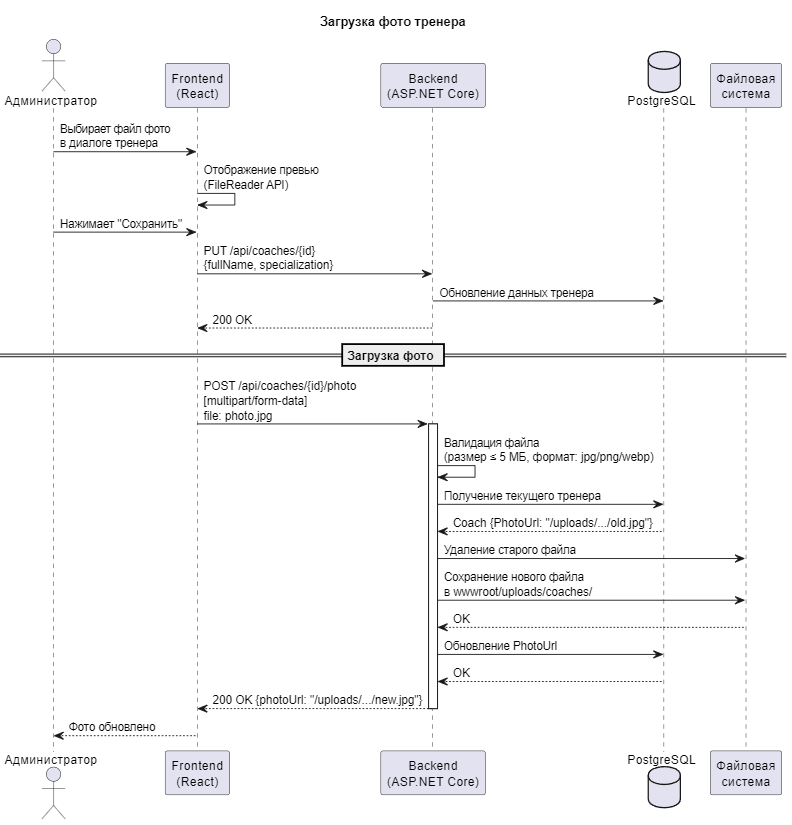 Загрузка фото тренера
Администратор
Frontend
(React)
Backend
(ASP.NET Core)
PostgreSQL
Файловая
система
Выбирает файл фото
в диалоге тренера
Отображение превью
(FileReader API)
Нажимает "Сохранить"
PUT /api/coaches/{id}
{fullName, specialization}
Обновление данных тренера
200 OK
Загрузка фото
POST /api/coaches/{id}/photo
[multipart/form-data]
file: photo.jpg
Валидация файла
(размер ≤ 5 МБ, формат: jpg/png/webp)
Получение текущего тренера
Coach {PhotoUrl: "/uploads/.../old.jpg"}
Удаление старого файла
Сохранение нового файла
в wwwroot/uploads/coaches/
OK
Обновление PhotoUrl
OK
200 OK {photoUrl: "/uploads/.../new.jpg"}
Фото обновлено
Администратор
Frontend
(React)
Backend
(ASP.NET Core)
PostgreSQL
Файловая
система